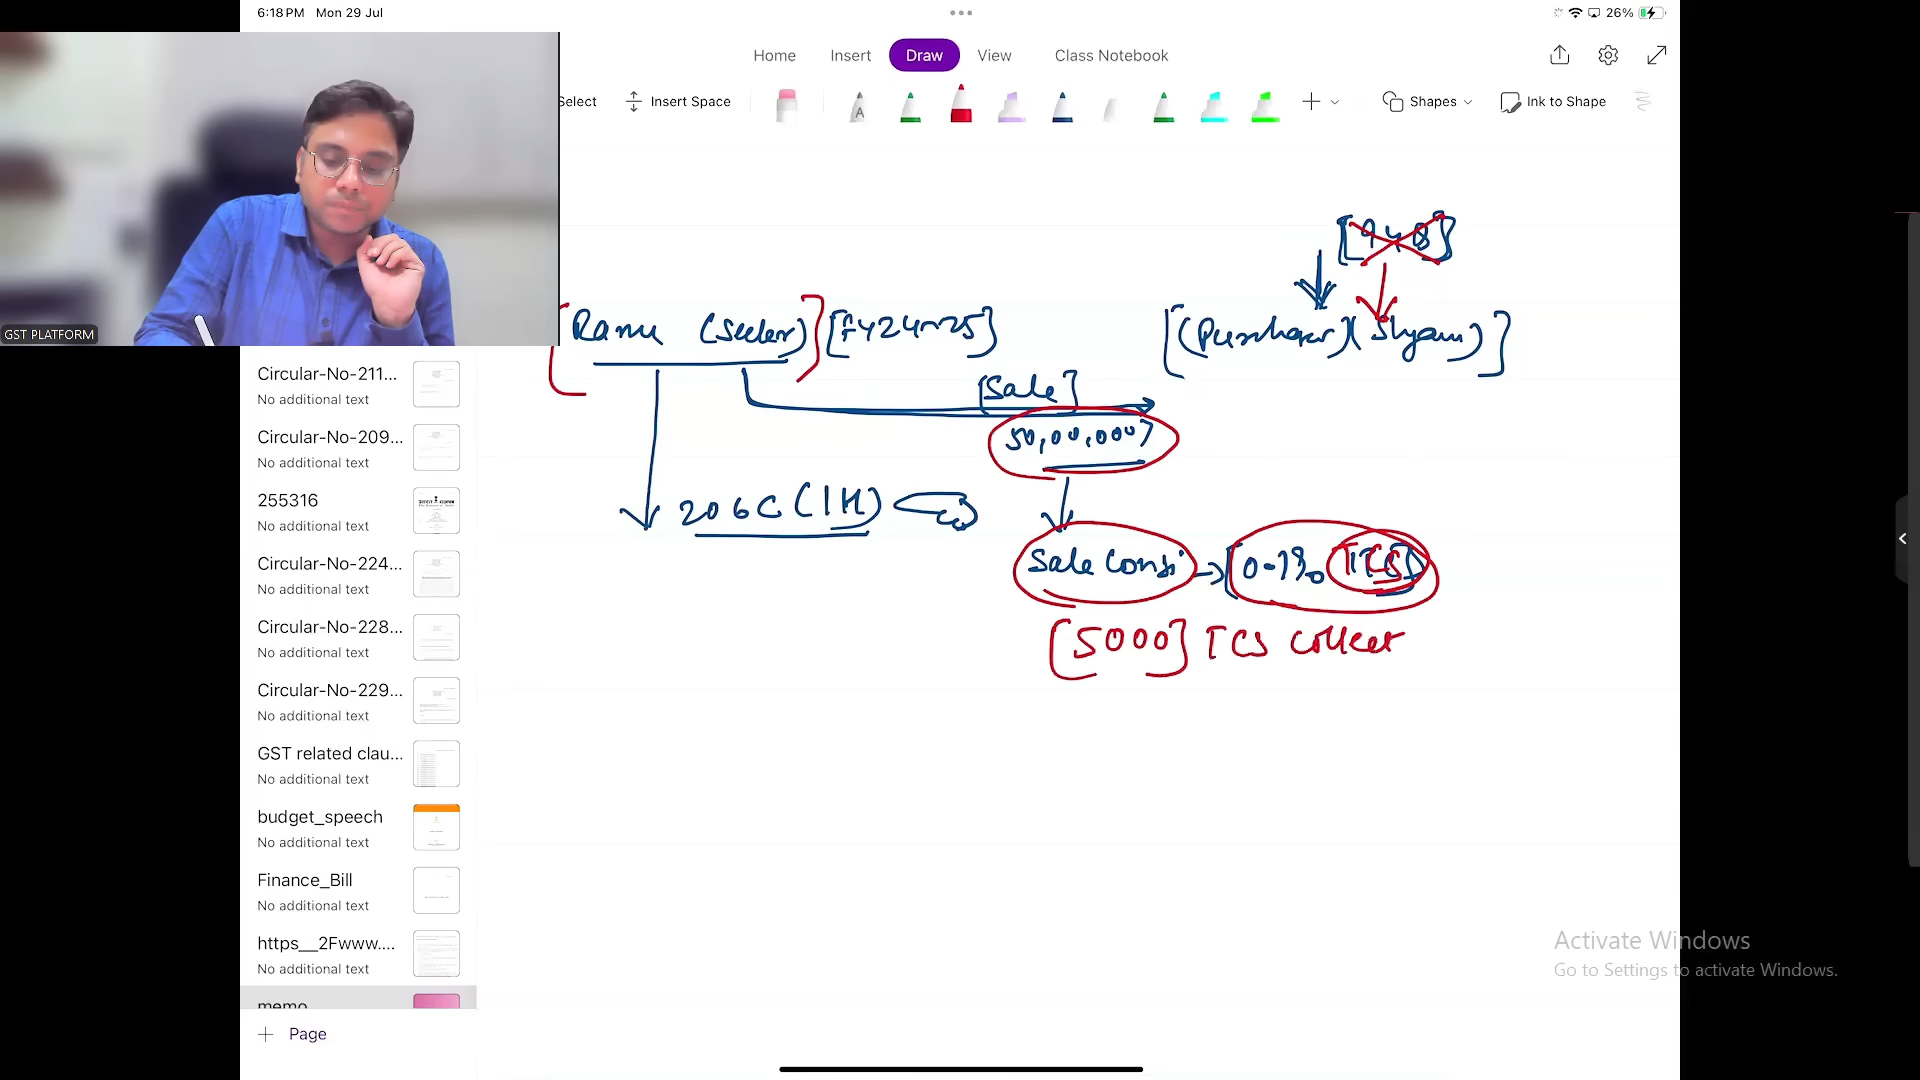 6:18 PM Mon 29 Jul
26%
Home Insert Draw View Class Notebook
Select Insert Space A Shapes Ink to Shape
GST PLATFORM
[Ramu (Seller)] [FY24-25]
[(Purchaser)(Shyam)]
[Sale]
50,00,000
206C (1H)
Sale Consi → [0.1% TCS]
[5000] TCS Collect
Circular-No-211...
No additional text
Circular-No-209...
No additional text
255316
No additional text
Circular-No-224...
No additional text
Circular-No-228...
No additional text
Circular-No-229...
No additional text
GST related clau...
No additional text
budget_speech
No additional text
Finance_Bill
No additional text
https__2Fwww....
No additional text
memo
+ Page
Activate Windows
Go to Settings to activate Windows.